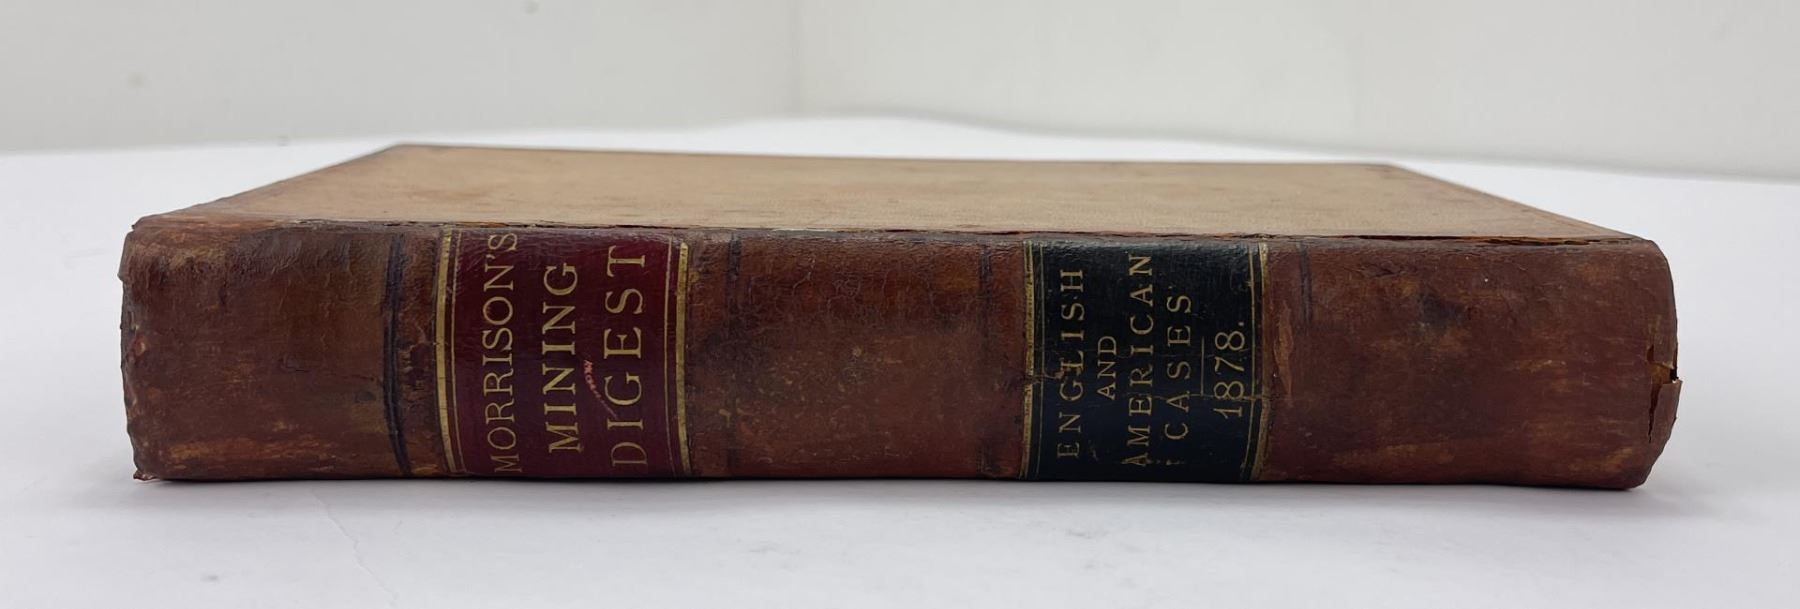 MORRISON'S
MINING
DIGEST
ENGLISH
AND
AMERICAN
CASES
1878.